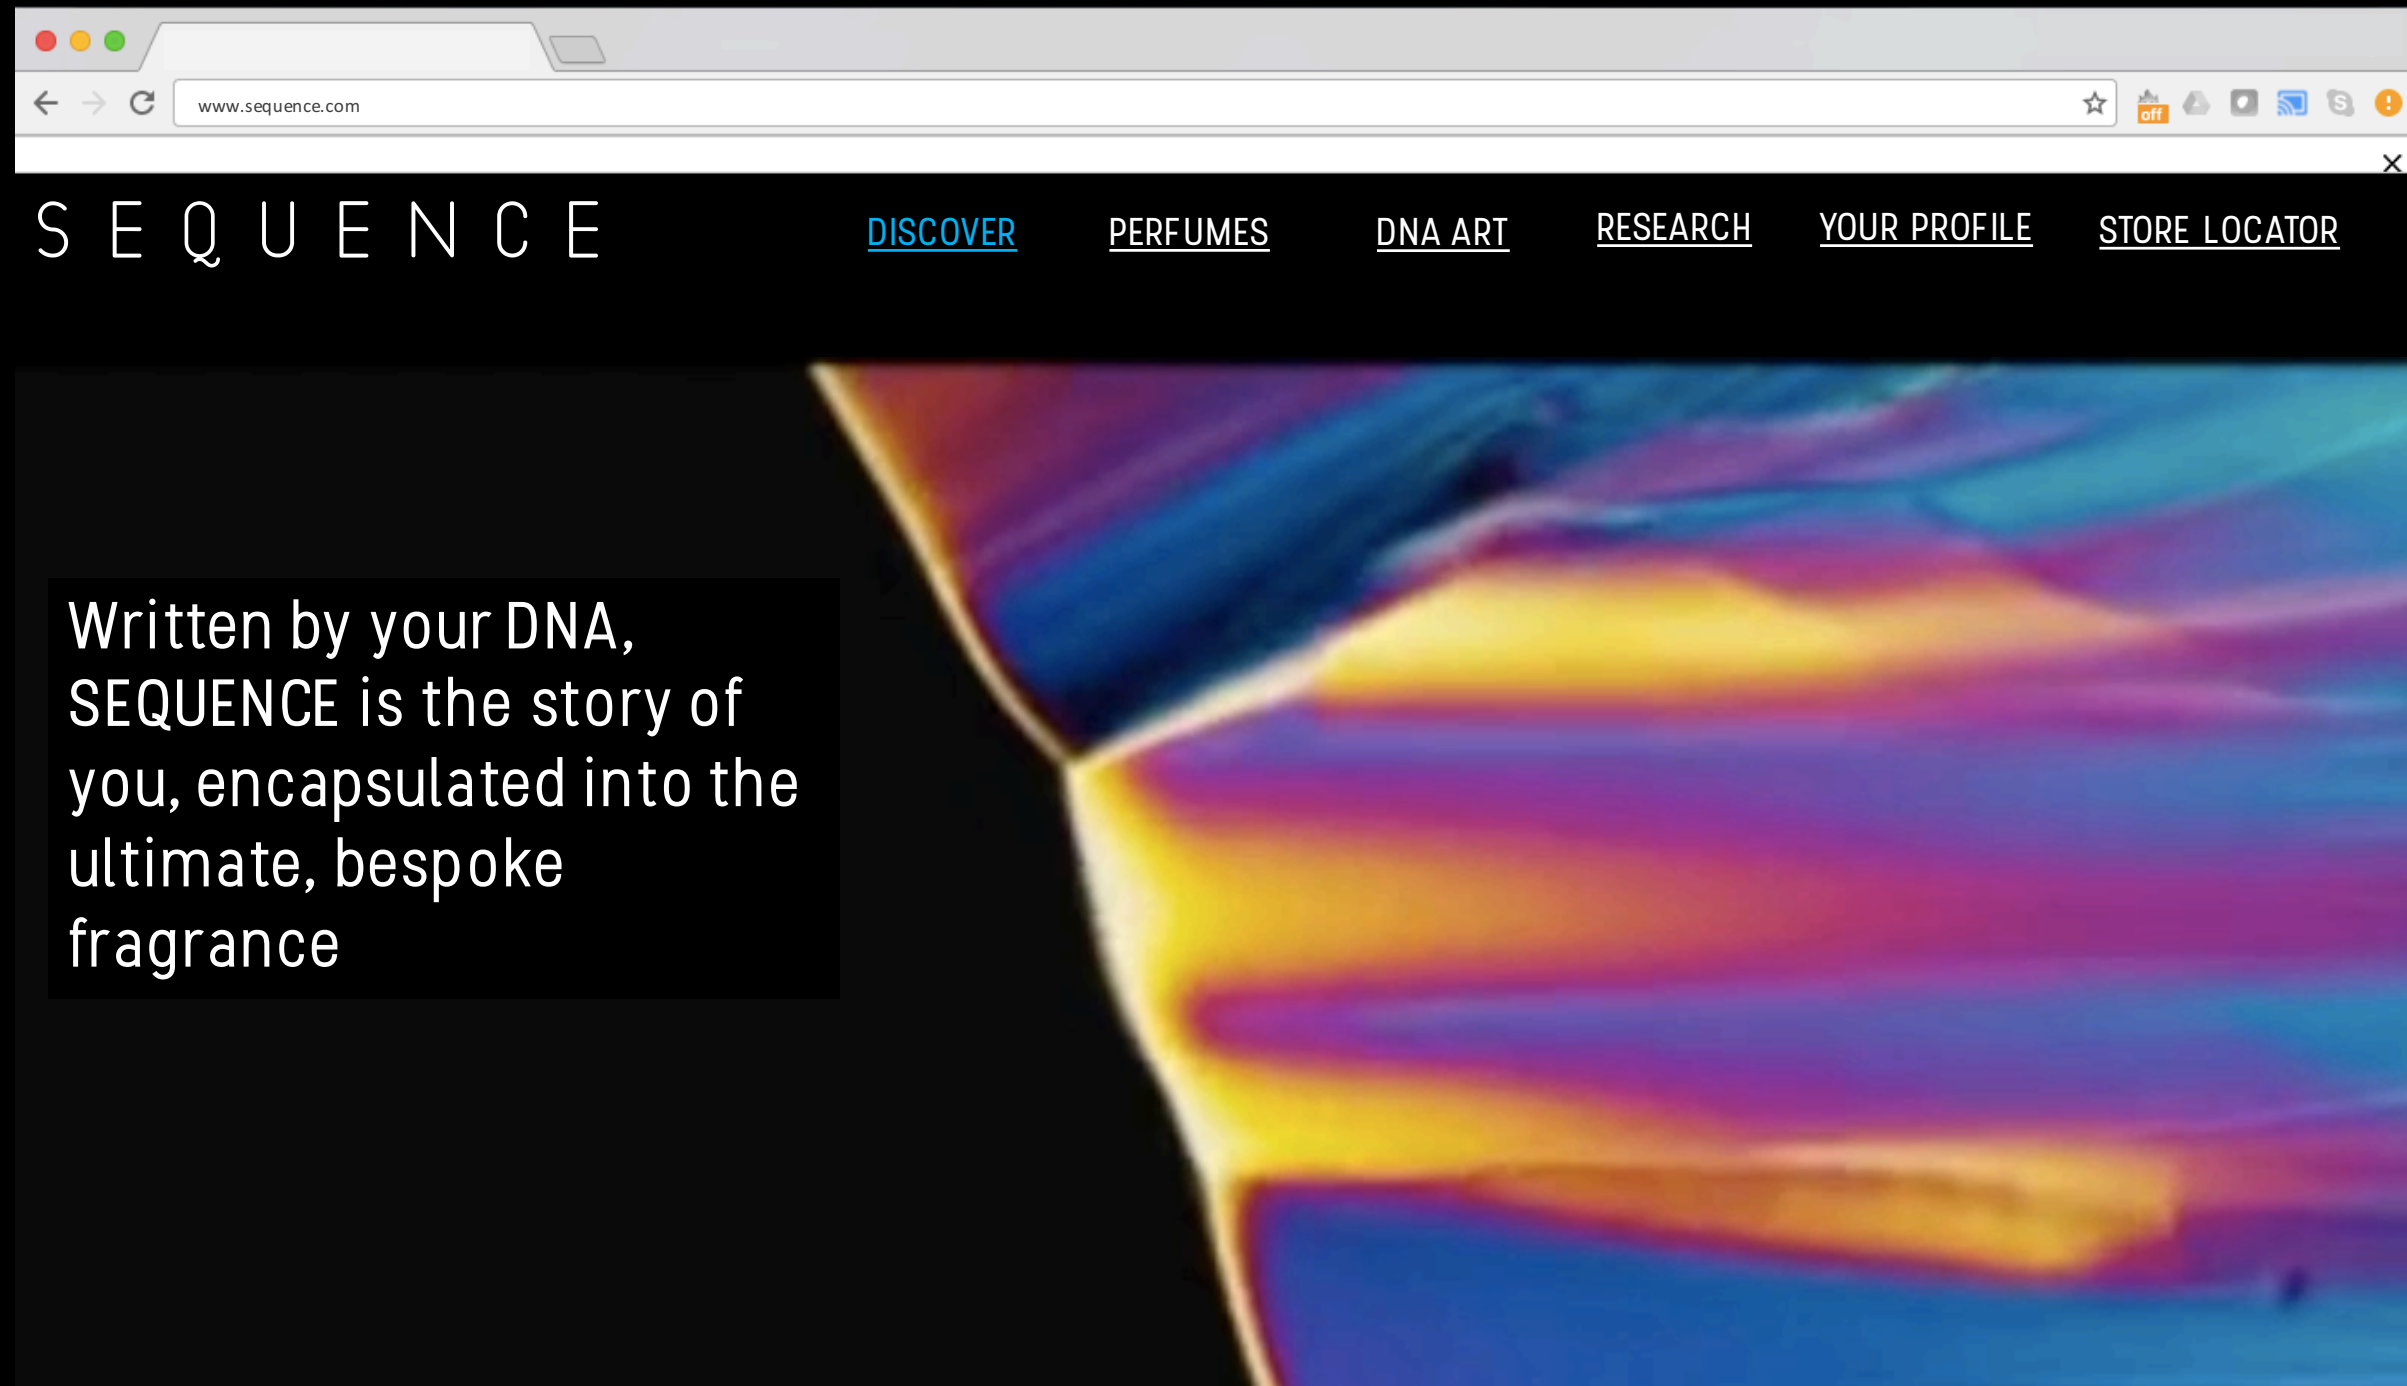 www.sequence.com
off
S
SEQUENCE
DISCOVER PERFUMES DNA ART RESEARCH YOUR PROFILE STORE LOCATOR
Written by your DNA,
SEQUENCE is the story of
you, encapsulated into the
ultimate, bespoke
fragrance